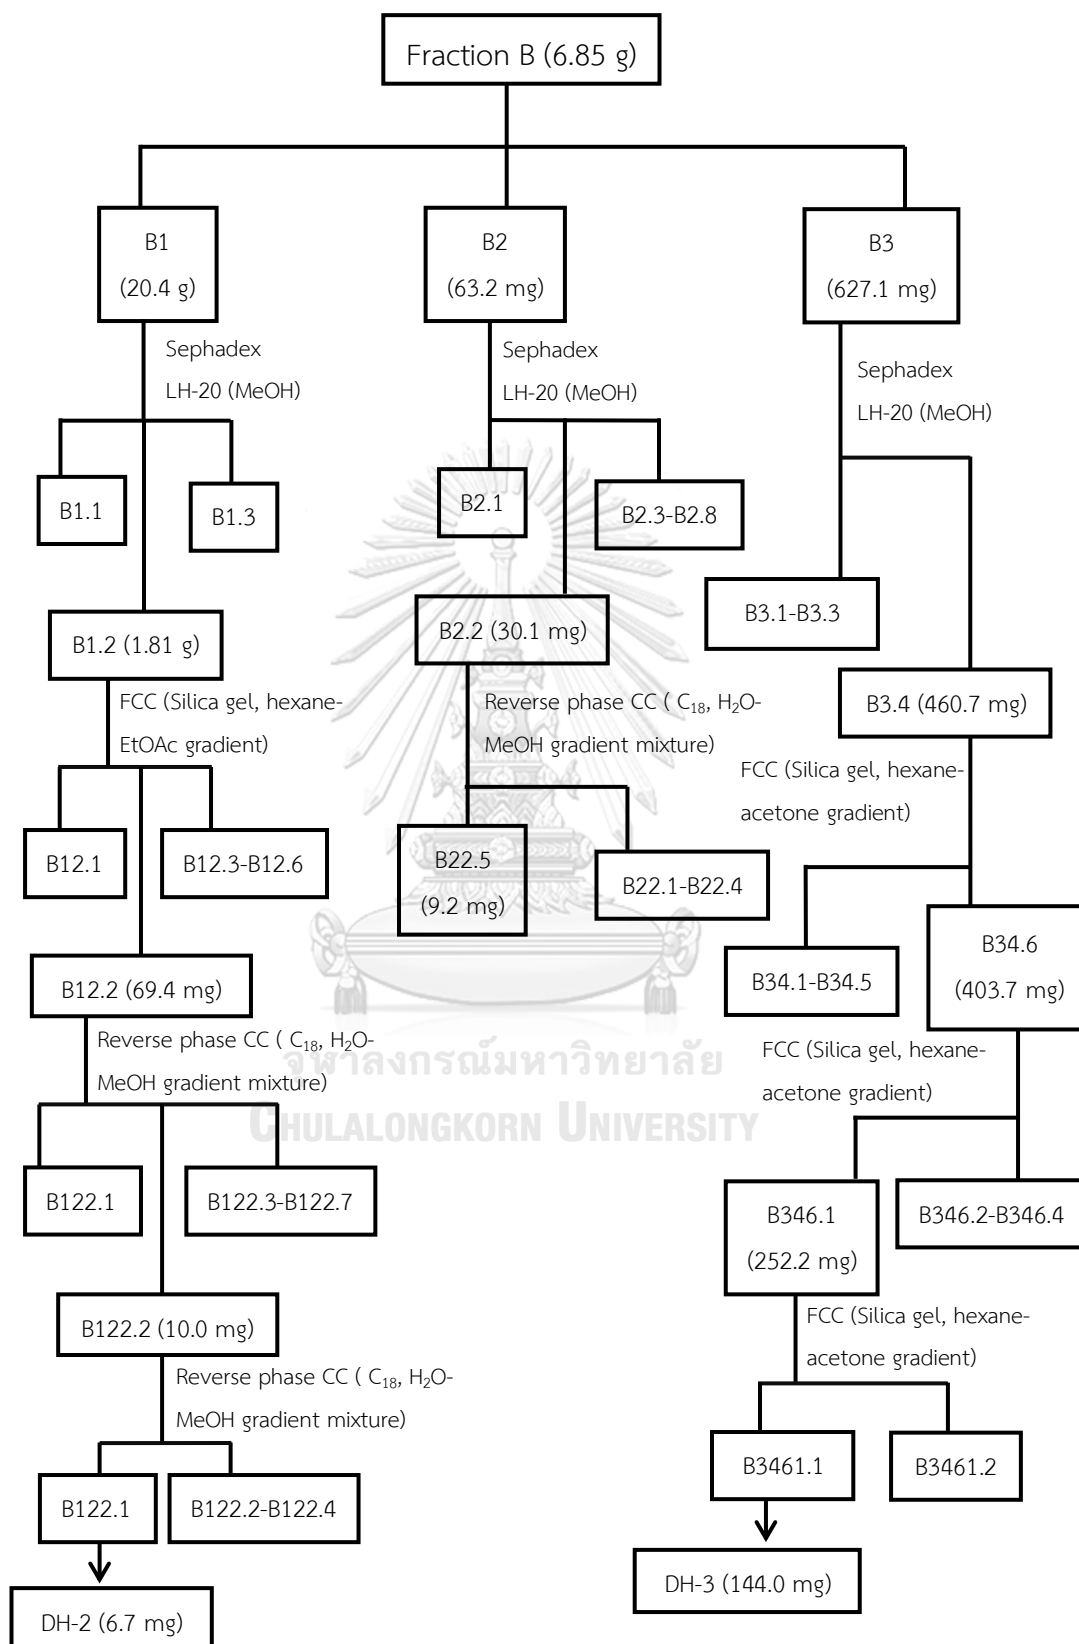 Fraction B (6.85 g)
B1
(20.4 g)
B2
(63.2 mg)
B3
(627.1 mg)
Sephadex
LH-20 (MeOH)
Sephadex
LH-20 (MeOH)
Sephadex
LH-20 (MeOH)
B1.1
B1.3
B2.1
B2.3-B2.8
B3.1-B3.3
B1.2 (1.81 g)
B2.2 (30.1 mg)
B3.4 (460.7 mg)
FCC (Silica gel, hexane-
EtOAc gradient)
Reverse phase CC ( C₁₈, H₂O-
MeOH gradient mixture)
FCC (Silica gel, hexane-
acetone gradient)
B12.1
B12.3-B12.6
B22.5
(9.2 mg)
B22.1-B22.4
B34.1-B34.5
B34.6
(403.7 mg)
B12.2 (69.4 mg)
Reverse phase CC ( C₁₈, H₂O-
MeOH gradient mixture)
FCC (Silica gel, hexane-
acetone gradient)
จุฬาลงกรณ์มหาวิทยาลัย
CHULALONGKORN UNIVERSITY
B122.1
B122.3-B122.7
B346.1
(252.2 mg)
B346.2-B346.4
B122.2 (10.0 mg)
FCC (Silica gel, hexane-
acetone gradient)
Reverse phase CC ( C₁₈, H₂O-
MeOH gradient mixture)
B3461.1
B3461.2
B122.1
B122.2-B122.4
DH-3 (144.0 mg)
DH-2 (6.7 mg)